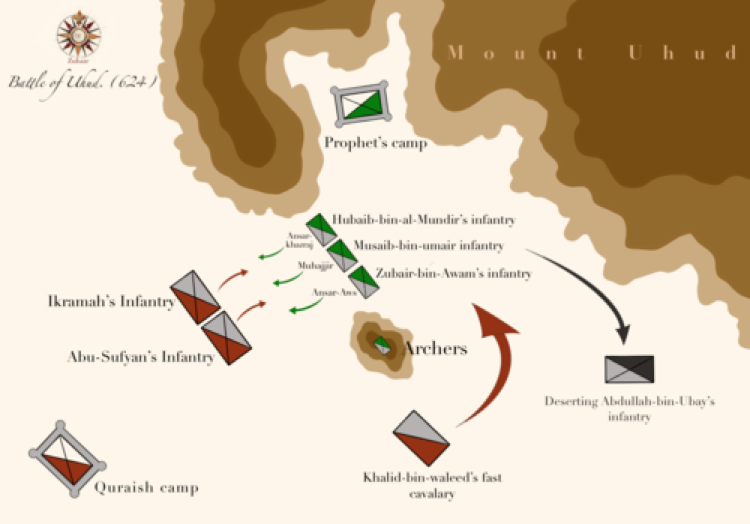 Mount Uhud
Zubair
Battle of Uhud. (624)
Prophet's camp
Hubaib-bin-al-Mundir's infantry
Ansar-
khazraj
Musaib-bin-umair infantry
Muhajjir
Zubair-bin-Awam's infantry
Ansar-Aws
Ikramah's Infantry
Abu-Sufyan's Infantry
Archers
Deserting Abdullah-bin-Ubay's
infantry
Khalid-bin-waleed's fast
cavalary
Quraish camp